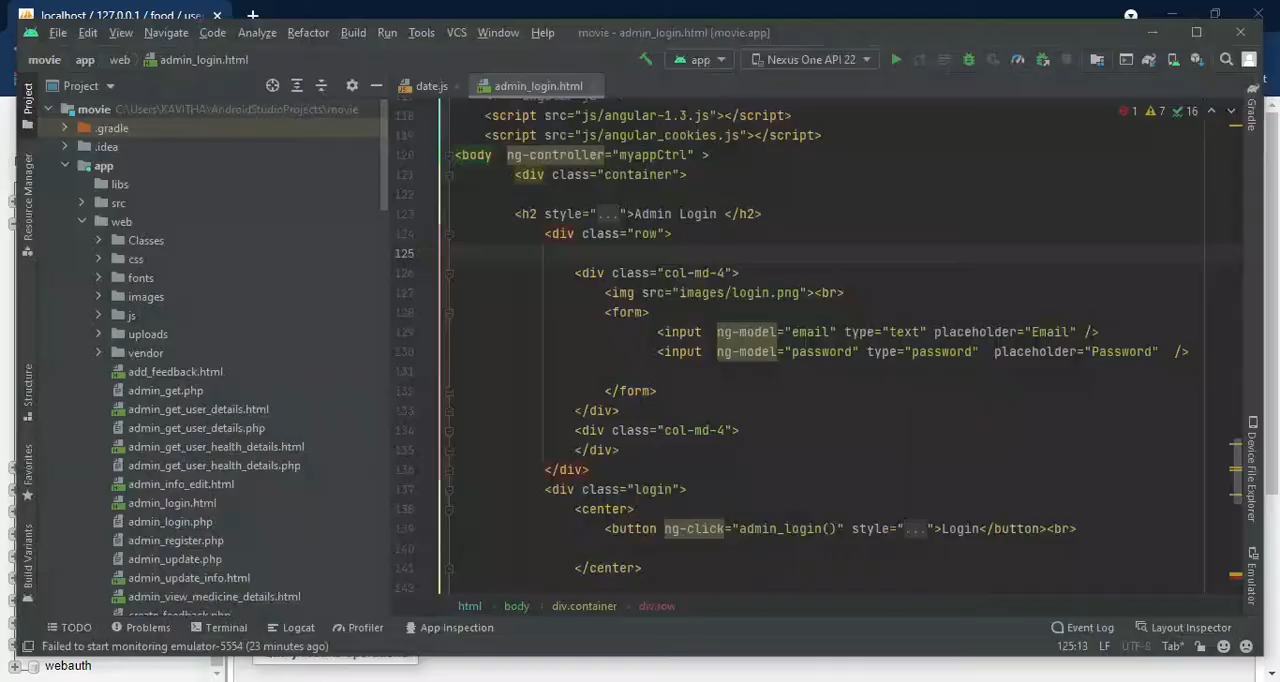 localhost / 127.0.0.1 / food / use
File Edit View Navigate Code Analyze Refactor Build Run Tools VCS Window Help movie - admin_login.html [movie.app]
movie app web admin_login.html app Nexus One API 22
Project date.js admin_login.html
movie C:\Users\KAVITHA\AndroidStudioProjects\movie
.gradle
.idea
app
libs
src
web
Classes
css
fonts
images
js
uploads
vendor
add_feedback.html
admin_get.php
admin_get_user_details.html
admin_get_user_details.php
admin_get_user_health_details.html
admin_get_user_health_details.php
admin_info_edit.html
admin_login.html
admin_login.php
admin_register.php
admin_update.php
admin_update_info.html
admin_view_medicine_details.html
create_feedback.php
Project
Resource Manager
Structure
Favorites
Build Variants
1 7 16
118 <script src="js/angular-1.3.js"></script>
119 <script src="js/angular_cookies.js"></script>
120 <body ng-controller="myappCtrl" >
121 <div class="container">
122
123 <h2 style="...">Admin Login </h2>
124 <div class="row">
125
126 <div class="col-md-4">
127 <img src="images/login.png"><br>
128 <form>
129 <input ng-model="email" type="text" placeholder="Email" />
130 <input ng-model="password" type="password" placeholder="Password" />
131
132 </form>
133 </div>
134 <div class="col-md-4">
135 </div>
136 </div>
137 <div class="login">
138 <center>
139 <button ng-click="admin_login()" style="...">Login</button><br>
140
141 </center>
142
html body div.container div.row
Gradle
Device File Explorer
Emulator
TODO Problems Terminal Logcat Profiler App Inspection Event Log Layout Inspector
Failed to start monitoring emulator-5554 (23 minutes ago) 125:13 LF UTF-8 Tab*
webauth